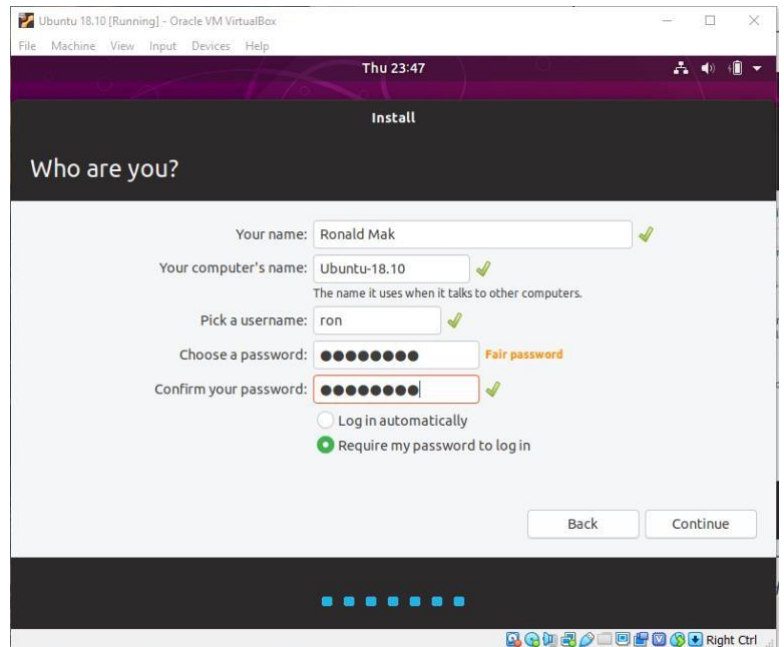 Ubuntu 18.10 [Running] - Oracle VM VirtualBox
File Machine View Input Devices Help
Thu 23:47
Install
Who are you?
Your name: Ronald Mak
Your computer's name: Ubuntu-18.10
The name it uses when it talks to other computers.
Pick a username: ron
Choose a password: ●●●●●●●● Fair password
Confirm your password: ●●●●●●●●
Log in automatically
Require my password to log in
Back Continue
Right Ctrl